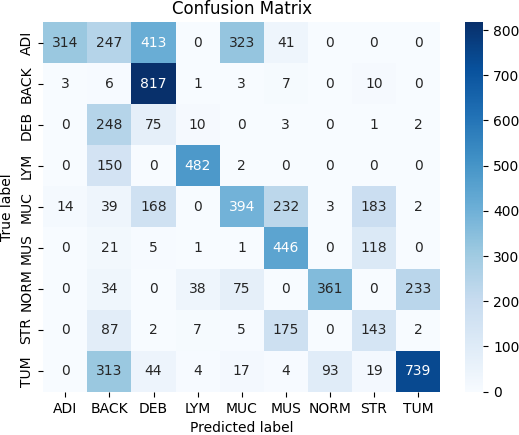 Confusion Matrix
True label
ADI 314 247 413 0 323 41 0 0 0
BACK 3 6 817 1 3 7 0 10 0
DEB 0 248 75 10 0 3 0 1 2
LYM 0 150 0 482 2 0 0 0 0
MUC 14 39 168 0 394 232 3 183 2
MUS 0 21 5 1 1 446 0 118 0
NORM 0 34 0 38 75 0 361 0 233
STR 0 87 2 7 5 175 0 143 2
TUM 0 313 44 4 17 4 93 19 739
ADI BACK DEB LYM MUC MUS NORM STR TUM
Predicted label
800
700
600
500
400
300
200
100
0